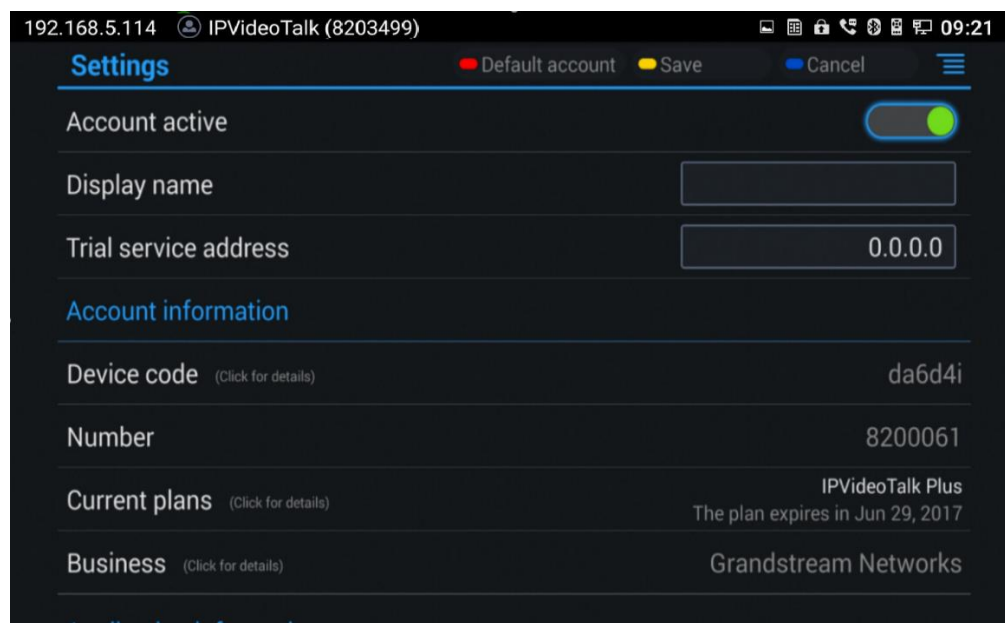 192.168.5.114 IPVideoTalk (8203499) 09:21
Settings Default account Save Cancel
Account active
Display name
Trial service address 0.0.0.0
Account information
Device code (Click for details) da6d4i
Number 8200061
Current plans (Click for details) IPVideoTalk Plus
The plan expires in Jun 29, 2017
Business (Click for details) Grandstream Networks